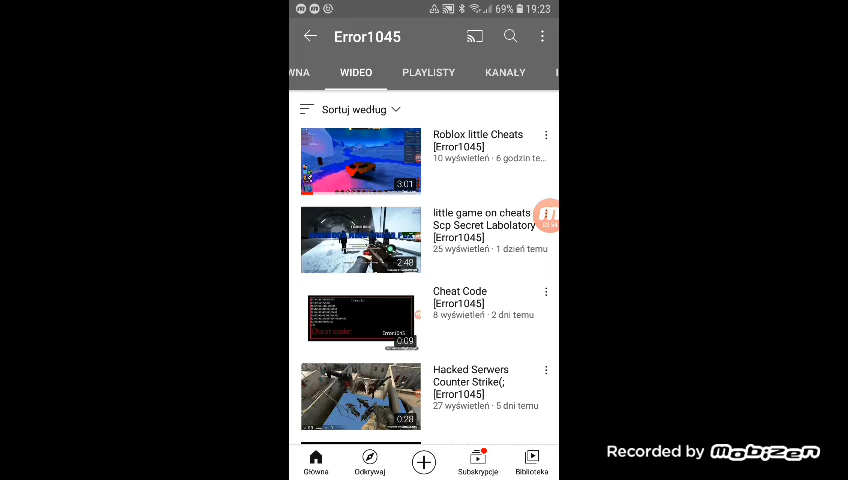 69% 19:23
Error1045
WNA WIDEO PLAYLISTY KANAŁY
Sortuj według
Roblox little Cheats
[Error1045]
10 wyświetleń · 6 godzin te...
3:01
little game on cheats
Scp Secret Labolatory
[Error1045]
25 wyświetleń · 1 dzień temu
2:48
Cheat Code
[Error1045]
8 wyświetleń · 2 dni temu
Cheat code:
Error1045
0:09
Hacked Serwers
Counter Strike(;
[Error1045]
27 wyświetleń · 5 dni temu
0:28
Główna Odkrywaj Subskrypcje Biblioteka
Recorded by mobizen